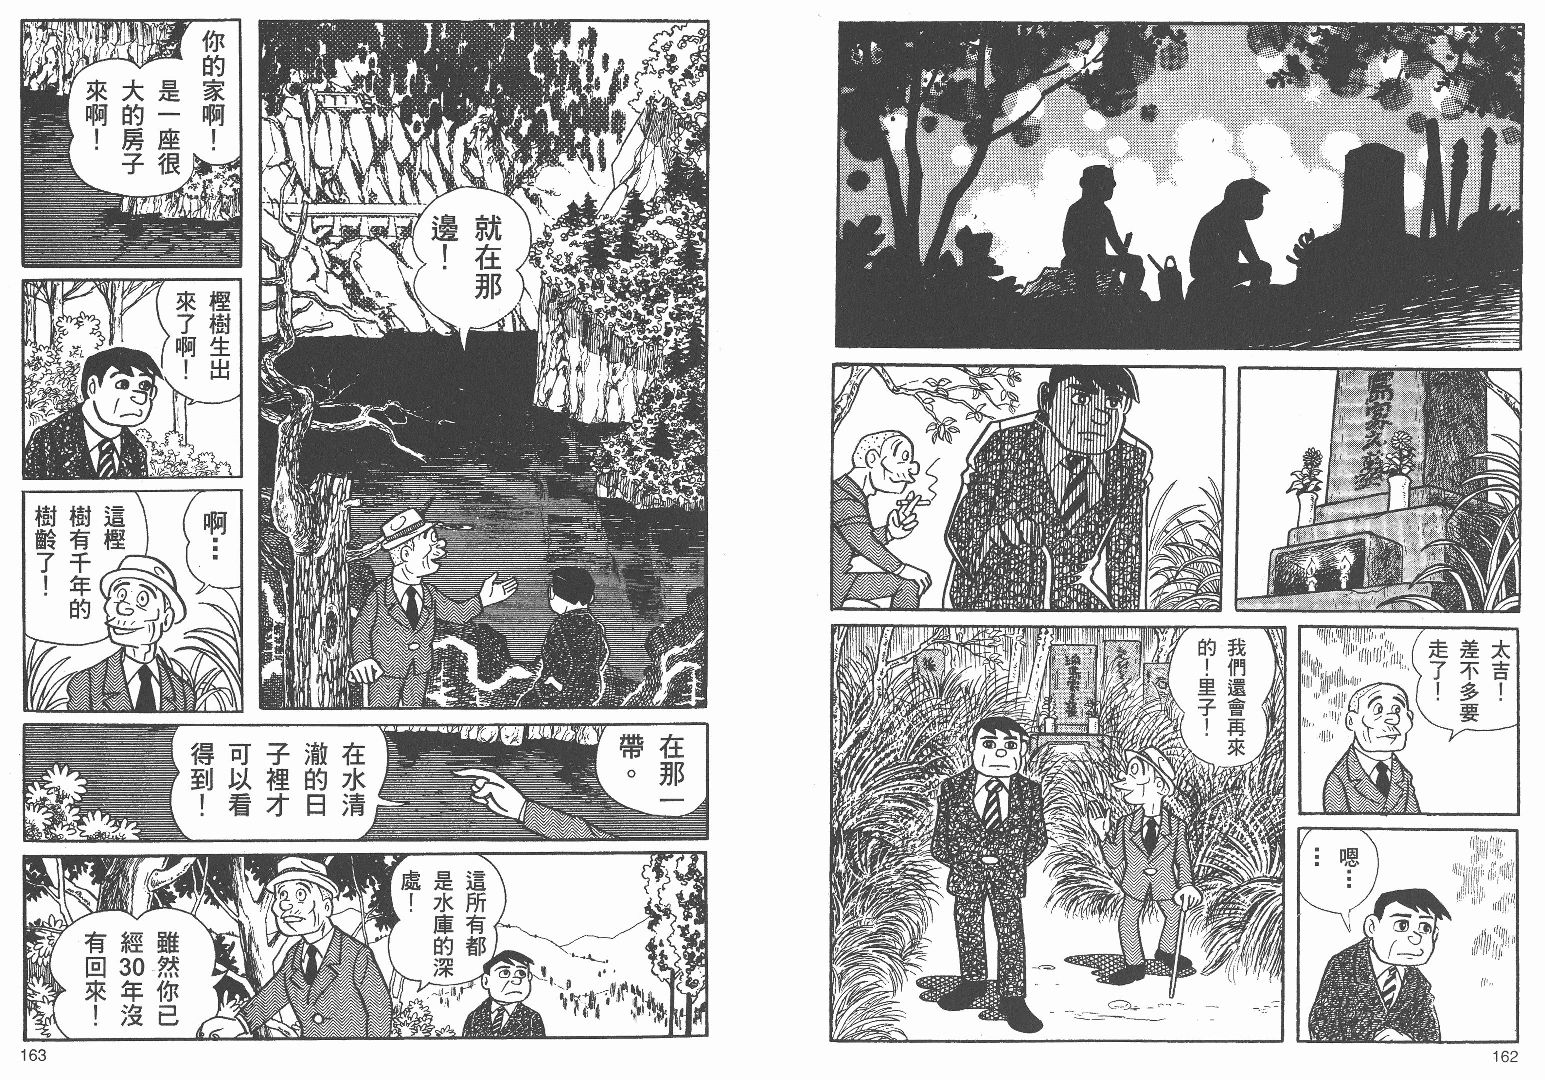 太吉！
差不多要
走了！
嗯…
…
我們還會再來
的！里子！
162
就在那
邊！
你的家啊！
是一座很
大的房子
來啊！
樫樹生出
來了啊！
啊…
這樫
樹有千年的
樹齡了！
在那一
帶。
在水清
澈的日
子裡才
可以看
得到！
這所有都
是水庫的深
處！
雖然你已
經30年沒
有回來！
163